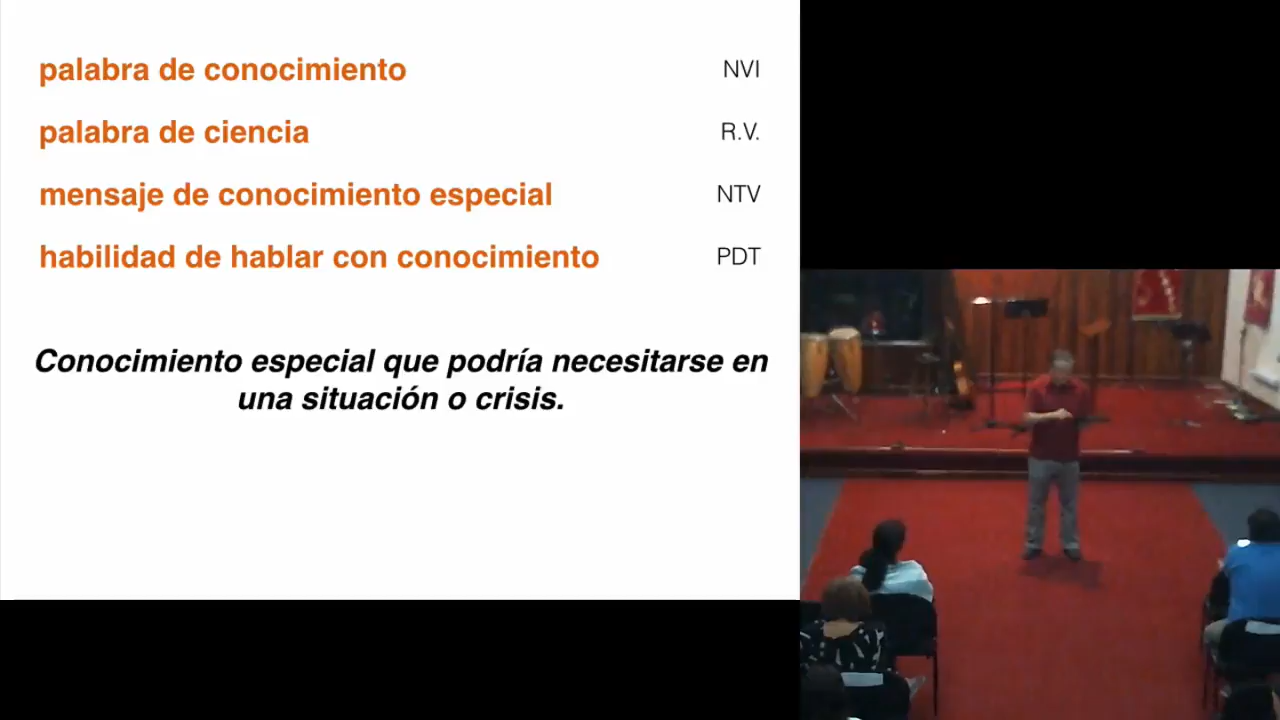 palabra de conocimiento NVI
palabra de ciencia R.V.
mensaje de conocimiento especial NTV
habilidad de hablar con conocimiento PDT
Conocimiento especial que podría necesitarse en
una situación o crisis.